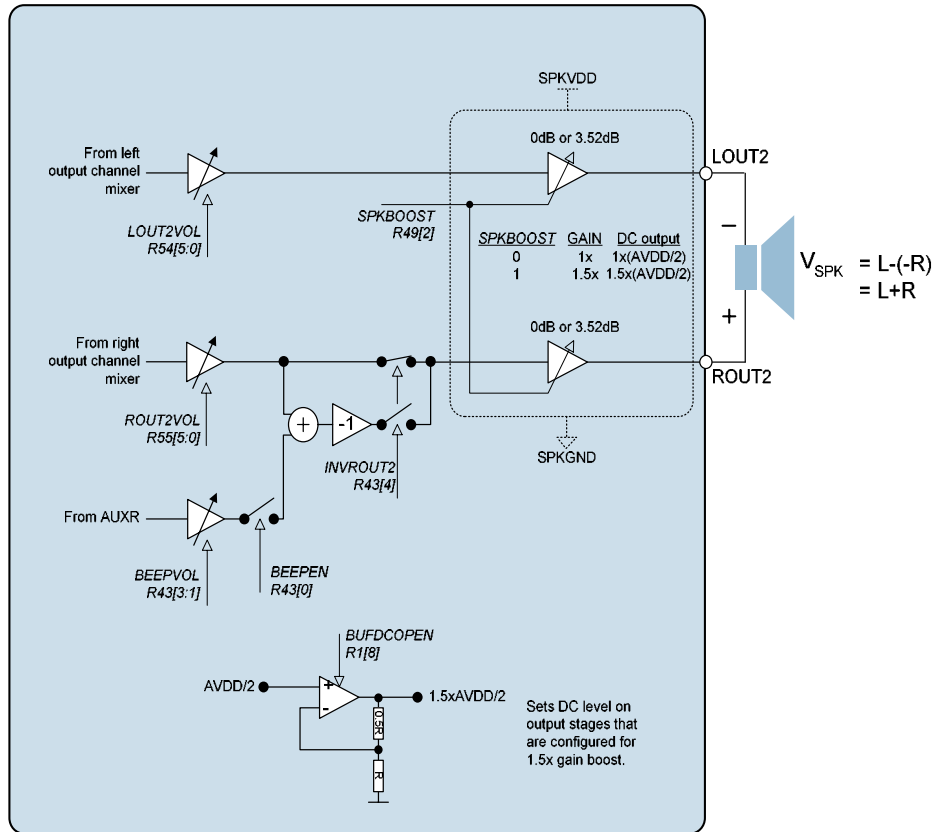 SPKVDD
0dB or 3.52dB
LOUT2
From left
output channel
mixer
LOUT2VOL
R54[5:0]
SPKBOOST
R49[2]
SPKBOOST GAIN DC output
0 1x 1x(AVDD/2)
1 1.5x 1.5x(AVDD/2)
−
VSPK = L-(-R)
= L+R
+
0dB or 3.52dB
From right
output channel
mixer
ROUT2
ROUT2VOL
R55[5:0]
+
-1
INVROUT2
R43[4]
SPKGND
From AUXR
BEEPVOL
R43[3:1]
BEEPEN
R43[0]
BUFDCOPEN
R1[8]
AVDD/2
+
-
1.5xAVDD/2
0.5R
R
Sets DC level on
output stages that
are configured for
1.5x gain boost.